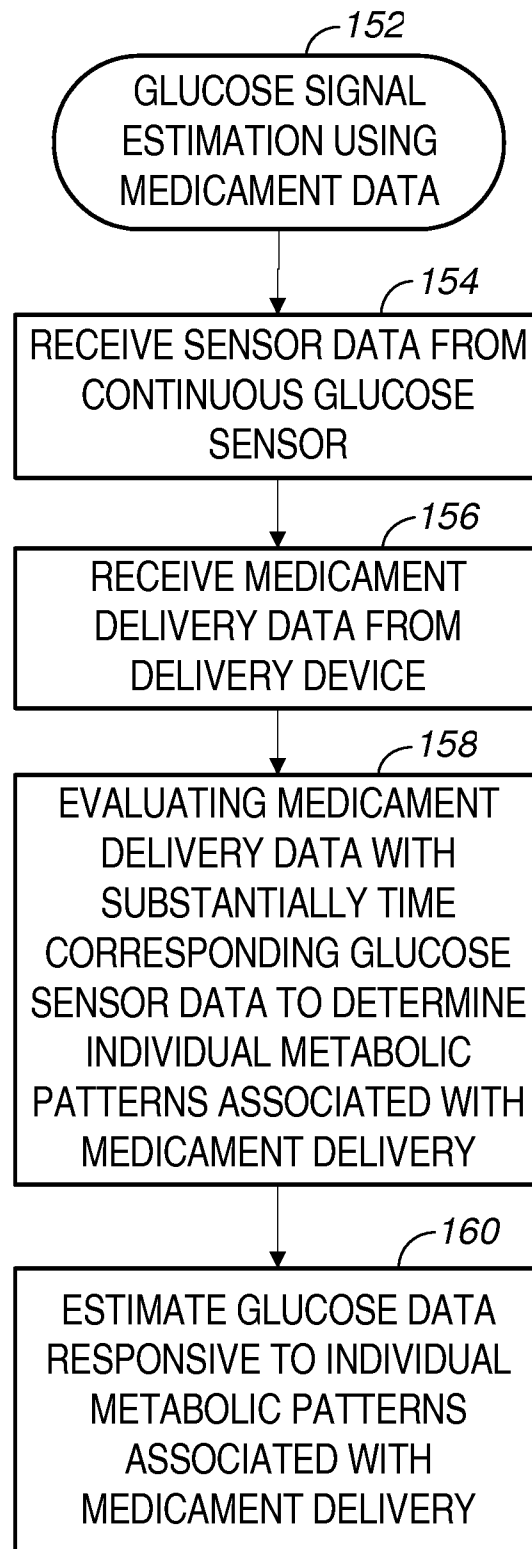 152
GLUCOSE SIGNAL
ESTIMATION USING
MEDICAMENT DATA
154
RECEIVE SENSOR DATA FROM
CONTINUOUS GLUCOSE
SENSOR
156
RECEIVE MEDICAMENT
DELIVERY DATA FROM
DELIVERY DEVICE
158
EVALUATING MEDICAMENT
DELIVERY DATA WITH
SUBSTANTIALLY TIME
CORRESPONDING GLUCOSE
SENSOR DATA TO DETERMINE
INDIVIDUAL METABOLIC
PATTERNS ASSOCIATED WITH
MEDICAMENT DELIVERY
160
ESTIMATE GLUCOSE DATA
RESPONSIVE TO INDIVIDUAL
METABOLIC PATTERNS
ASSOCIATED WITH
MEDICAMENT DELIVERY